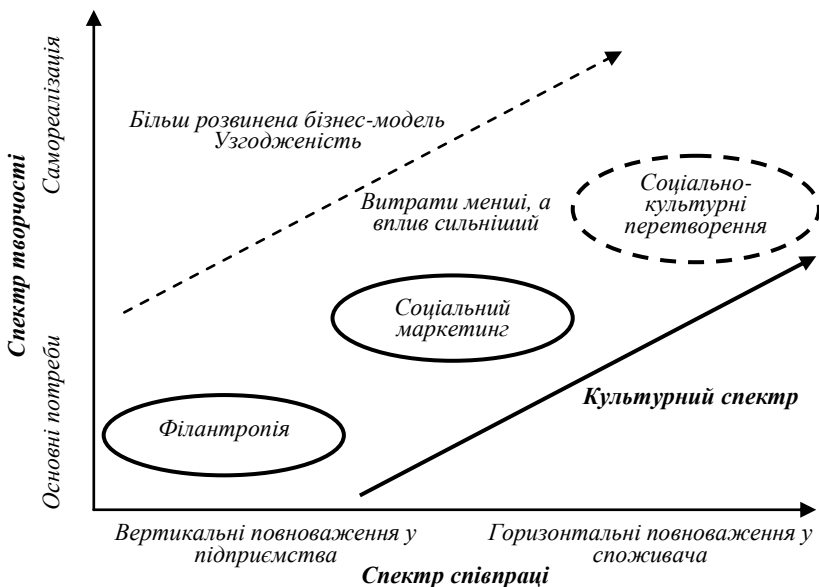 Самореалізація
Спектр творчості
Основні потреби
Більш розвинена бізнес-модель
Узгодженість
Витрати менші, а
вплив сильніший
Соціально-
культурні
перетворення
Соціальний
маркетинг
Філантропія
Культурний спектр
Вертикальні повноваження у
підприємства
Горизонтальні повноваження у
споживача
Спектр співпраці